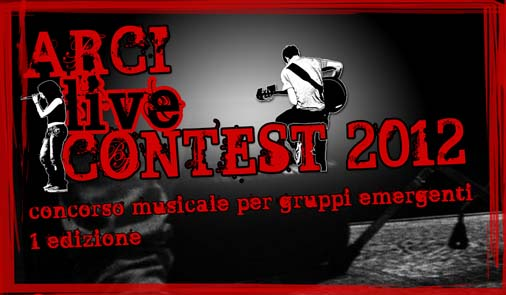 ARCI
live
CONTEST 2012
concorso musicale per gruppi emergenti
1 edizione